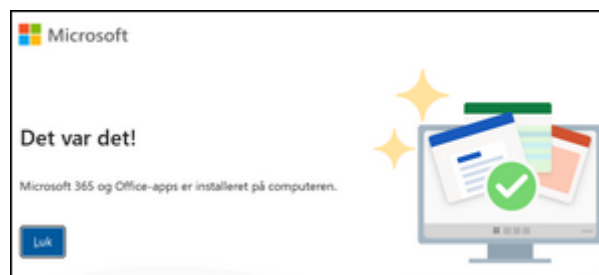 Microsoft
Det var det!
Microsoft 365 og Office-apps er installeret på computeren.
Luk